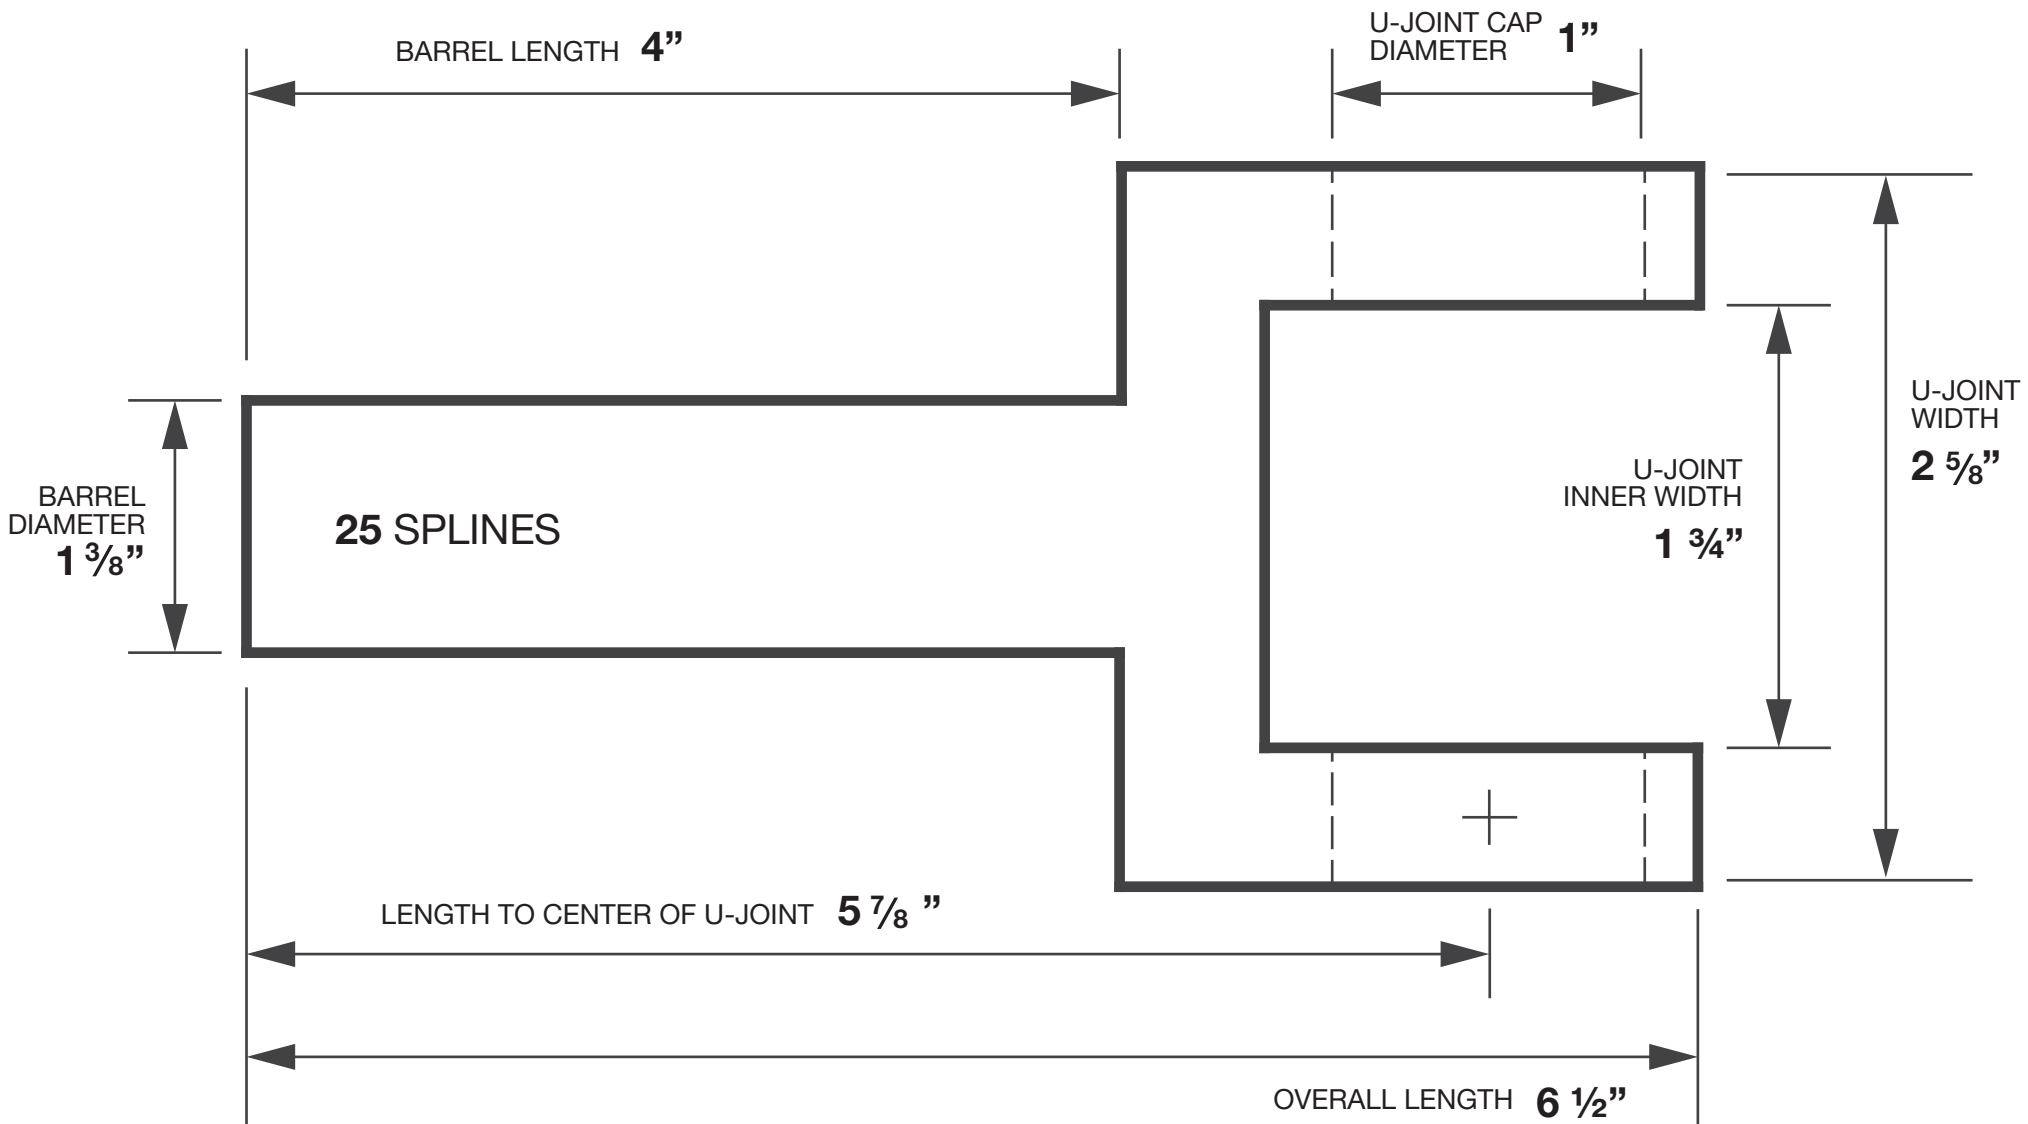 BARREL LENGTH 4”
U-JOINT CAP
DIAMETER 1”
BARREL
DIAMETER
1 ⅜”
25 SPLINES
U-JOINT
INNER WIDTH
1 ¾”
U-JOINT
WIDTH
2 ⅝”
LENGTH TO CENTER OF U-JOINT 5 ⅞ ”
OVERALL LENGTH 6 ½”